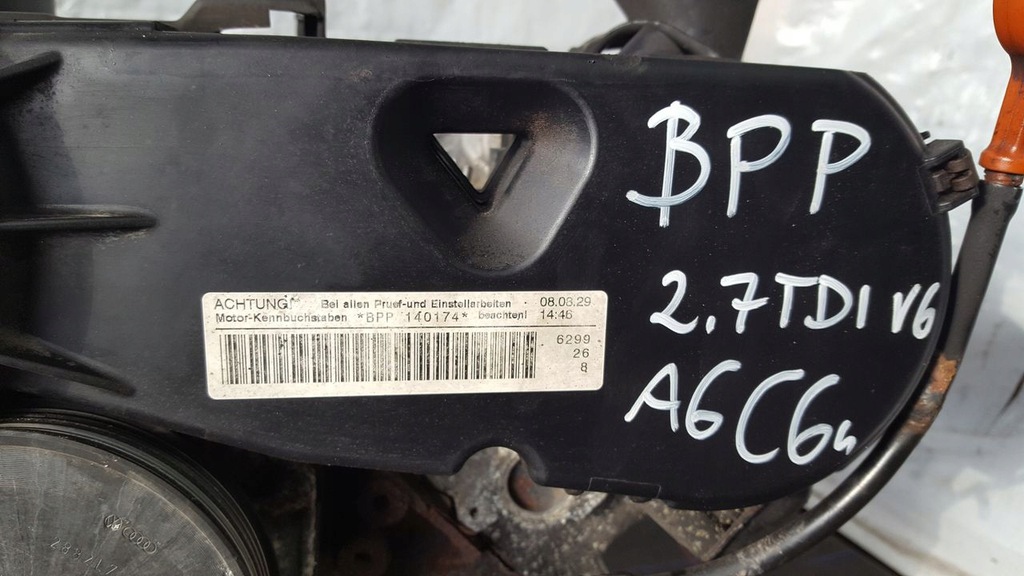 BPP
2.7TDI V6
A6C6
ACHTUNG! Bei allen Pruef-und Einstellarbeiten 08.08.29
Motor-Kennbuchstaben *BPP 140174* beachten! 14:46
6299
26
8